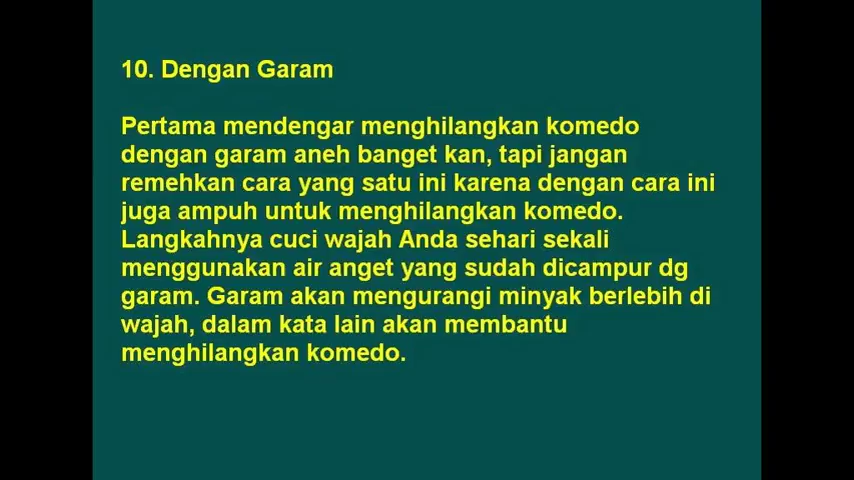 10. Dengan Garam
Pertama mendengar menghilangkan komedo
dengan garam aneh banget kan, tapi jangan
remehkan cara yang satu ini karena dengan cara ini
juga ampuh untuk menghilangkan komedo.
Langkahnya cuci wajah Anda sehari sekali
menggunakan air anget yang sudah dicampur dg
garam. Garam akan mengurangi minyak berlebih di
wajah, dalam kata lain akan membantu
menghilangkan komedo.